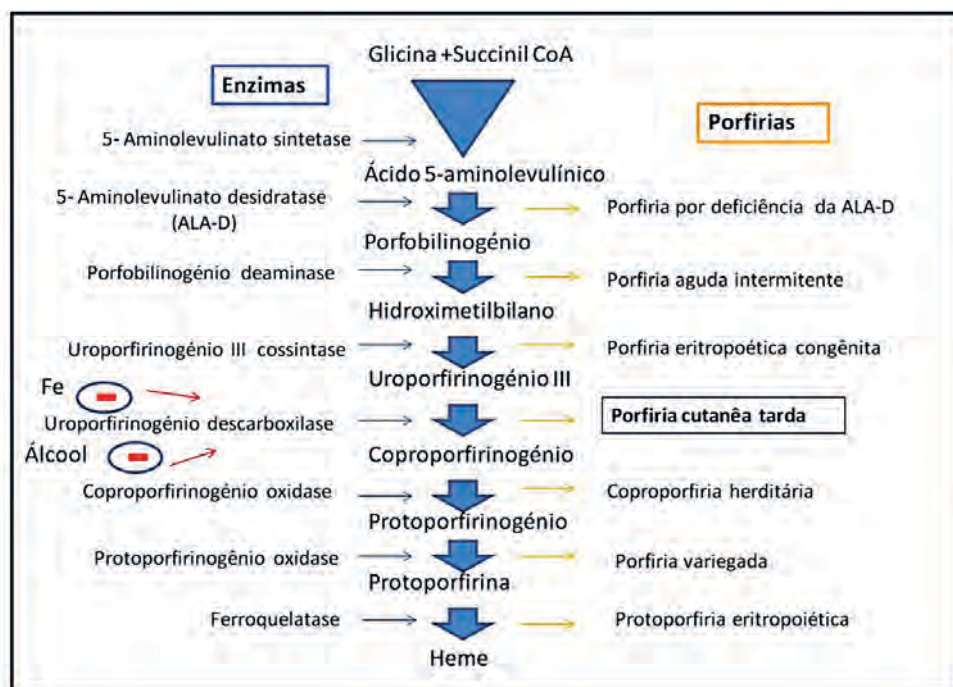 Glicina +Succinil CoA
Enzimas
Porfirias
5- Aminolevulinato sintetase
Ácido 5-aminolevulínico
5- Aminolevulinato desidratase
(ALA-D)
Porfiria por deficiência da ALA-D
Porfobilinogénio
Porfobilinogénio deaminase
Porfiria aguda intermitente
Hidroximetilbilano
Uroporfirinogénio III cossintase
Porfiria eritropoética congênita
Uroporfirinogénio III
Fe
Uroporfirinogénio descarboxilase
Porfiria cutanêa tarda
Álcool
Coproporfirinogénio
Coproporfirinogênio oxidase
Coproporfiria herditária
Protoporfirinogénio
Protoporfirinogênio oxidase
Porfiria variegada
Protoporfirina
Ferroquelatase
Protoporfiria eritropoiética
Heme